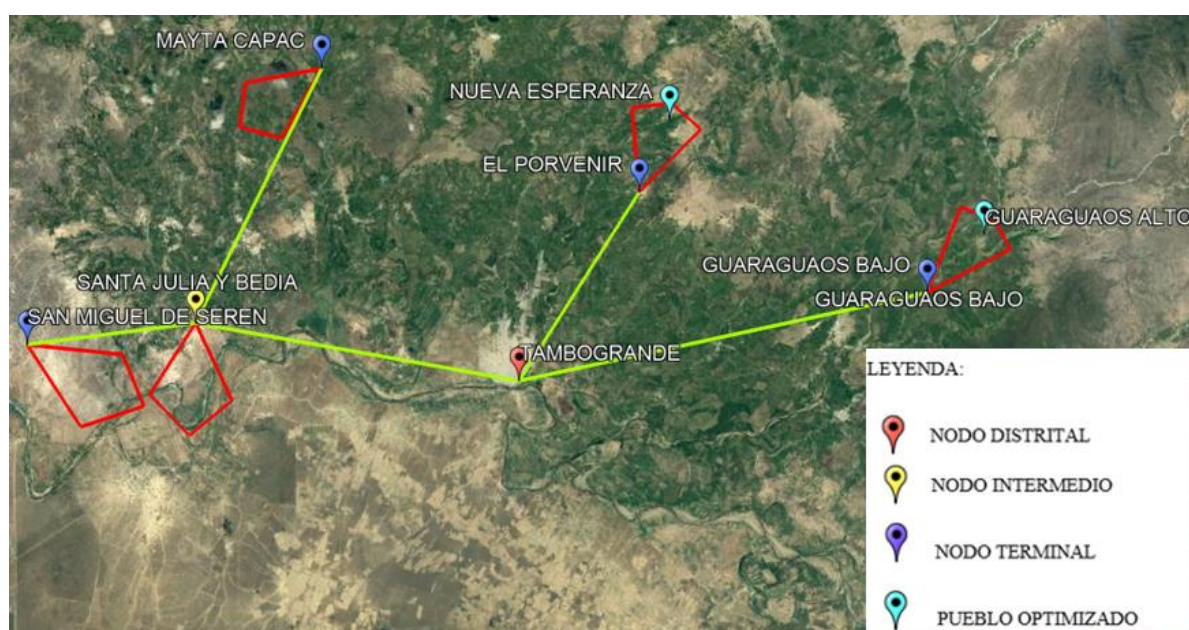 MAYTA CAPAC
NUEVA ESPERANZA
EL PORVENIR
GUARAGUAOS ALTO
GUARAGUAOS BAJO
SANTA JULIA Y BEDIA
GUARAGUAOS BAJO
SAN MIGUEL DE SEREN
TAMBOGRANDE
LEYENDA:
NODO DISTRITAL
NODO INTERMEDIO
NODO TERMINAL
PUEBLO OPTIMIZADO